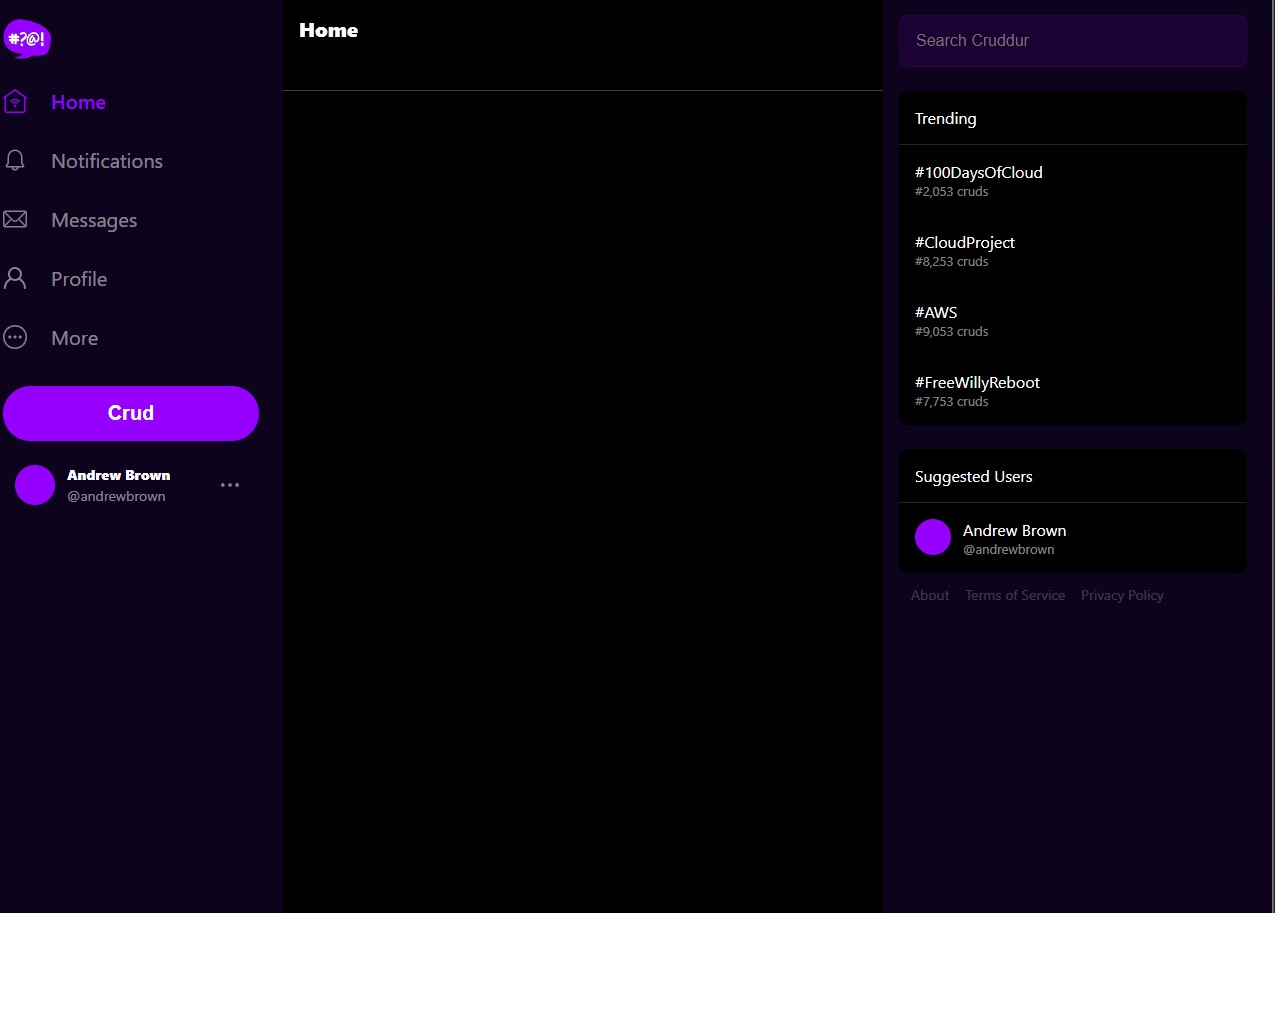 #?@!
Home
Notifications
Messages
Profile
More
Crud
Andrew Brown
@andrewbrown
Home
Search Cruddur
Trending
#100DaysOfCloud
#2,053 cruds
#CloudProject
#8,253 cruds
#AWS
#9,053 cruds
#FreeWillyReboot
#7,753 cruds
Suggested Users
Andrew Brown
@andrewbrown
About Terms of Service Privacy Policy